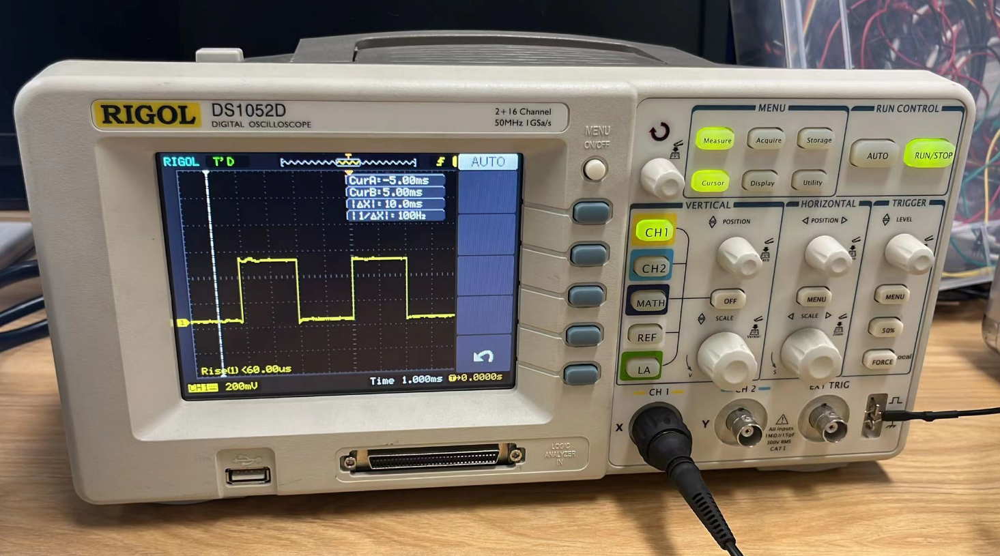 RIGOL DS1052D
DIGITAL OSCILLOSCOPE
2+16 Channel
50MHz 1GSa/s
RIGOL T'D
AUTO
CurA:-5.00ms
CurB:5.00ms
|ΔX|:10.0ms
|1/ΔX|:100Hz
1
Rise(1)<60.00us
200mV
Time 1.000ms T→0.0000s
MENU
ON/OFF
MENU
Measure
Acquire
Storage
Cursor
Display
Utility
RUN CONTROL
AUTO
RUN/STOP
VERTICAL
POSITION
CH1
CH2
MATH
OFF
SCALE
REF
LA
HORIZONTAL
POSITION
MENU
SCALE
TRIGGER
LEVEL
MENU
50%
FORCE
CH 1
CH 2
EXT TRIG
X
Y
All inputs
1MΩ//15pF
300V RMS
CAT I
LOGIC
ANALYZER
IN